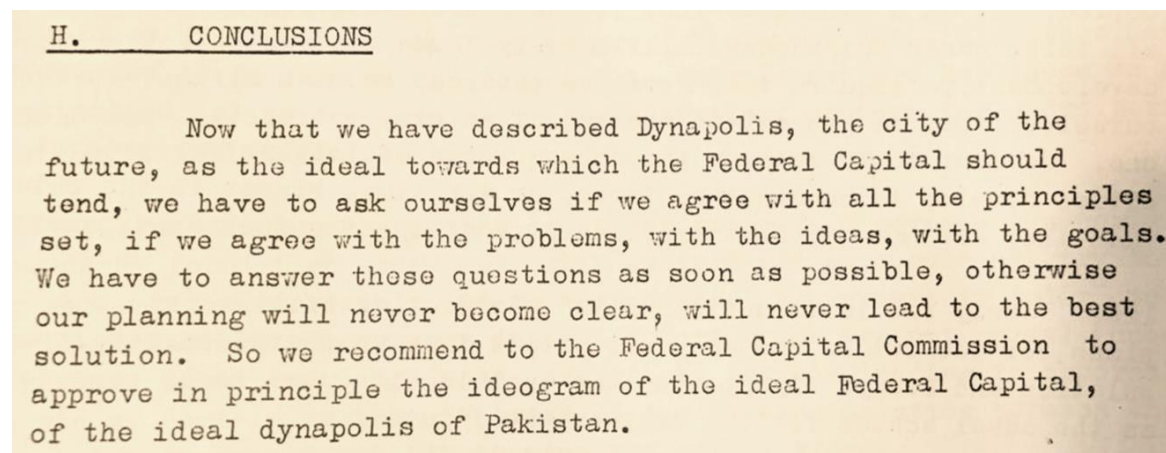 H. CONCLUSIONS
Now that we have described Dynapolis, the city of the
future, as the ideal towards which the Federal Capital should
tend, we have to ask ourselves if we agree with all the principles
set, if we agree with the problems, with the ideas, with the goals.
We have to answer these questions as soon as possible, otherwise
our planning will never become clear, will never lead to the best
solution. So we recommend to the Federal Capital Commission to
approve in principle the ideogram of the ideal Federal Capital,
of the ideal dynapolis of Pakistan.